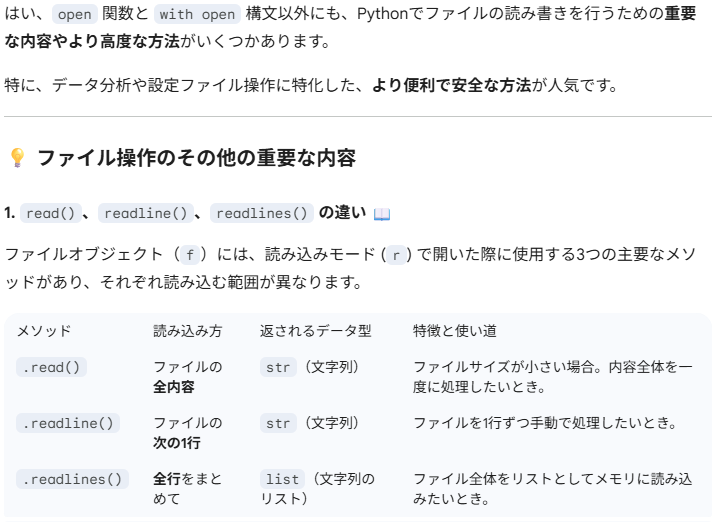 はい、open 関数と with open 構文以外にも、Pythonでファイルの読み書きを行うための重要
な内容やより高度な方法がいくつかあります。
特に、データ分析や設定ファイル操作に特化した、より便利で安全な方法が人気です。
💡 ファイル操作のその他の重要な内容
1. read()、readline()、readlines() の違い 📖
ファイルオブジェクト（f）には、読み込みモード (r) で開いた際に使用する3つの主要なメソ
ッドがあり、それぞれ読み込む範囲が異なります。
メソッド 読み込み方 返されるデータ型 特徴と使い道
.read() ファイルの str（文字列） ファイルサイズが小さい場合。内容全体を一
全内容 度に処理したいとき。
.readline() ファイルの str（文字列） ファイルを1行ずつ手動で処理したいとき。
次の1行
.readlines() 全行をまと list（文字列の ファイル全体をリストとしてメモリに読み込
めて リスト） みたいとき。